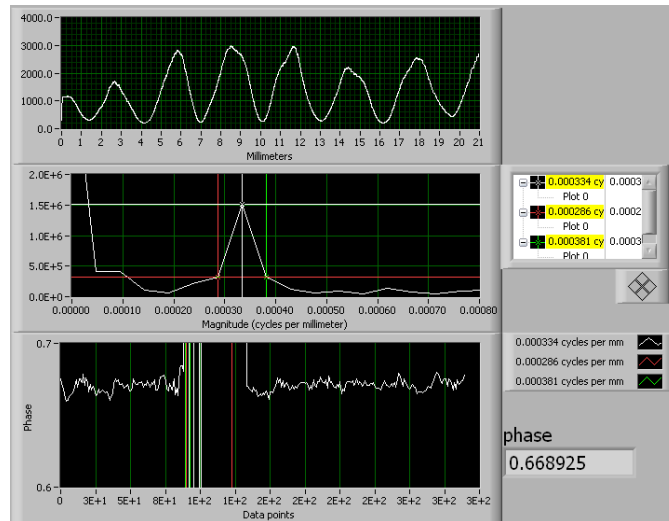 4000.0
3000.0
2000.0
1000.0
0.0
0 1 2 3 4 5 6 7 8 9 10 11 12 13 14 15 16 17 18 19 20 21
Millimeters
2.0E+6
1.5E+6
1.0E+6
5.0E+5
0.0E+0
0.00000 0.00010 0.00020 0.00030 0.00040 0.00050 0.00060 0.00070 0.00080
Magnitude (cycles per millimeter)
0.000334 cy 0.0003
Plot 0
0.000286 cy 0.0002
Plot 0
0.000381 cy 0.0003
Plot 0
0.7
Phase
0.6
0 3E+1 5E+1 8E+1 1E+2 1E+2 2E+2 2E+2 2E+2 2E+2 3E+2 3E+2 3E+2
Data points
0.000334 cycles per mm
0.000286 cycles per mm
0.000381 cycles per mm
phase
0.668925